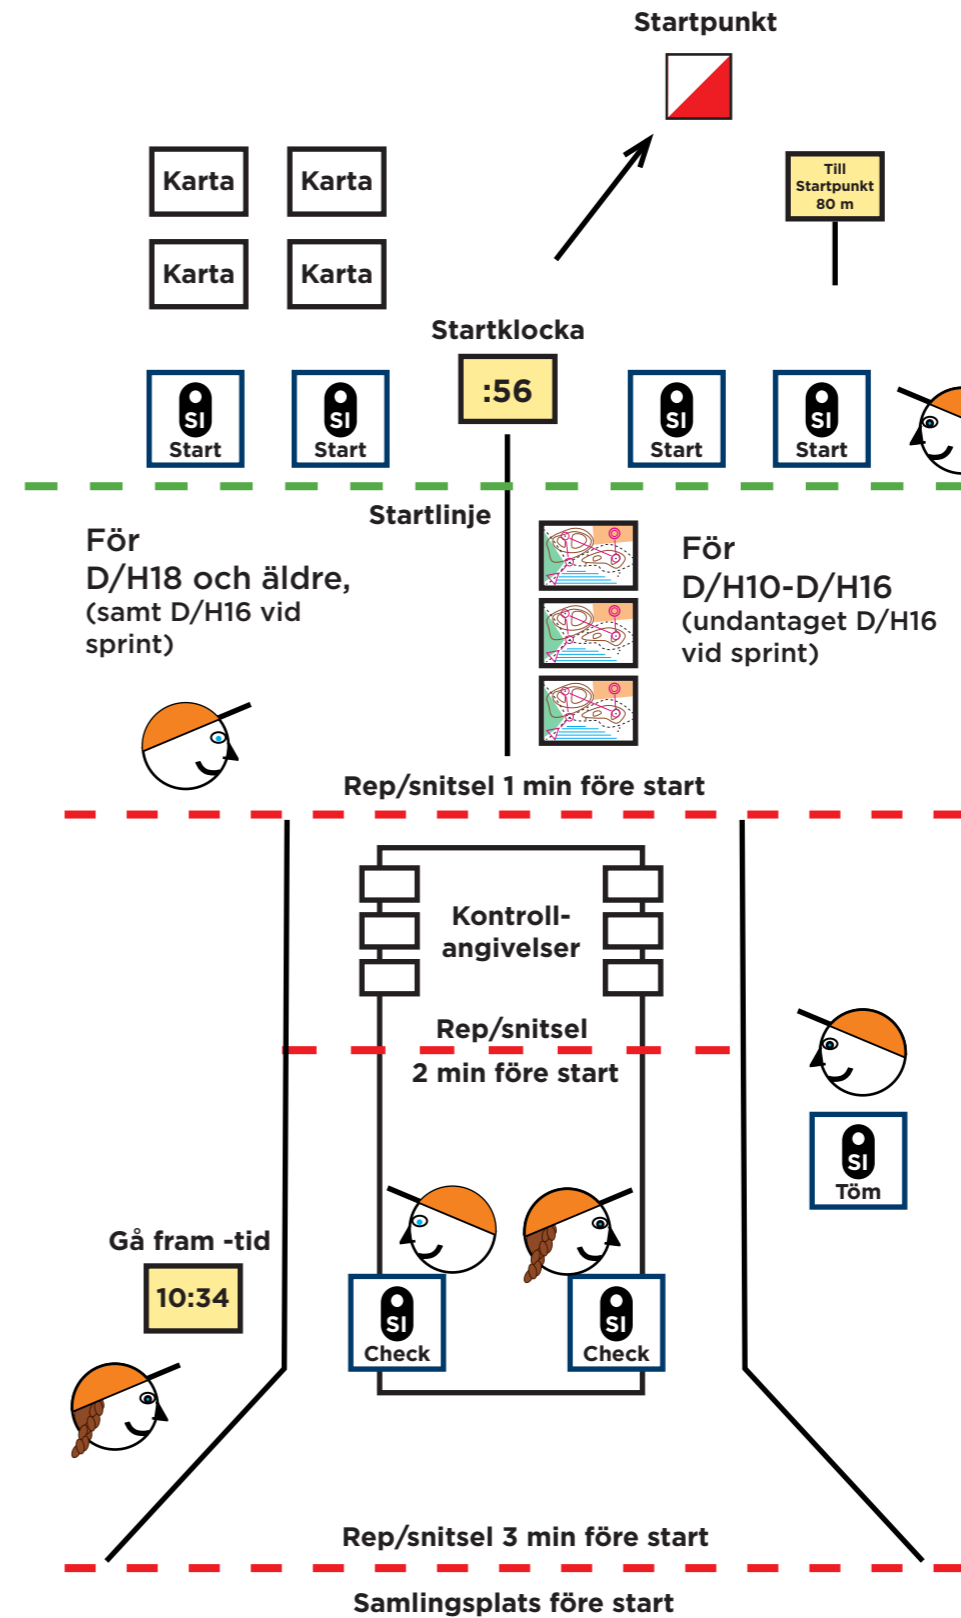 Startpunkt
Till
Startpunkt
80 m
Karta
Karta
Karta
Karta
Startklocka
:56
SI
Start
SI
Start
SI
Start
SI
Start
Startlinje
För
D/H18 och äldre,
(samt D/H16 vid
sprint)
För
D/H10-D/H16
(undantaget D/H16
vid sprint)
Rep/snitsel 1 min före start
Kontroll-
angivelser
Rep/snitsel
2 min före start
SI
Töm
Gå fram -tid
10:34
SI
Check
SI
Check
Rep/snitsel 3 min före start
Samlingsplats före start